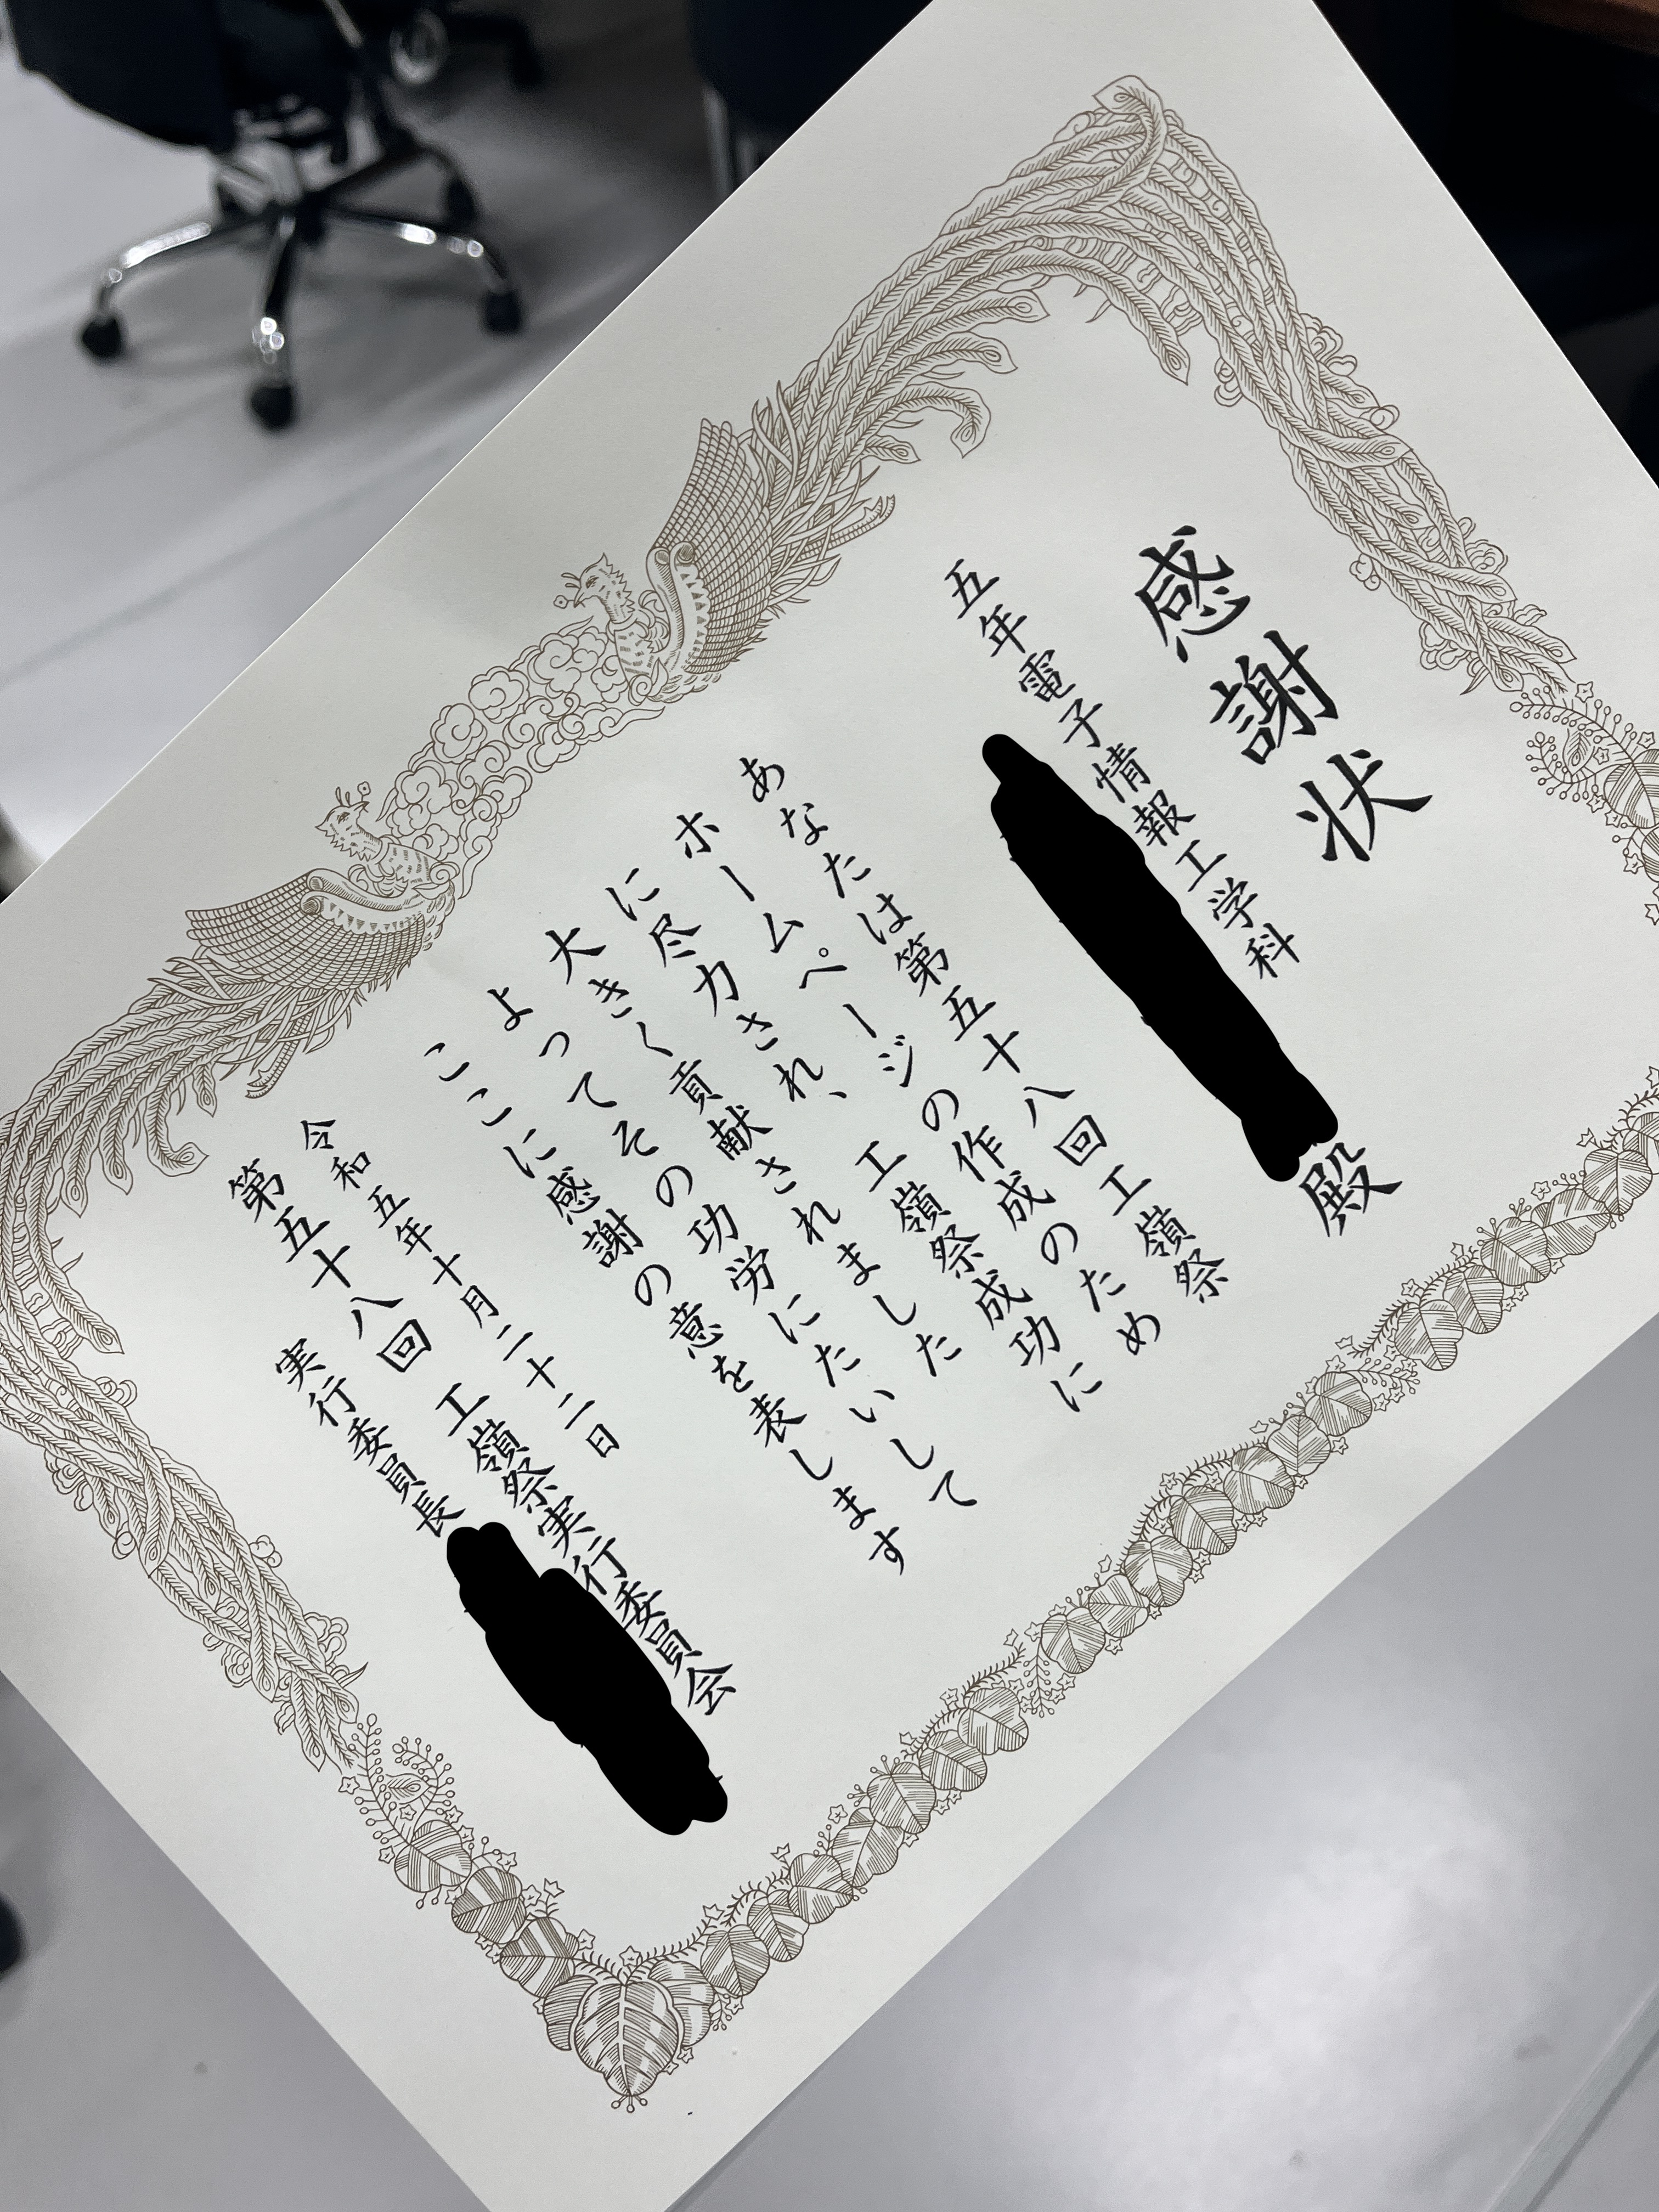 感謝状
五年電子情報工学科
殿
あなたは第五十八回工嶺祭
ホームページの作成のため
に尽力され、工嶺祭成功に
大きく貢献されました
よってその功労にたいして
ここに感謝の意を表します
令和五年十月二十二日
第五十八回 工嶺祭実行委員会
実行委員長